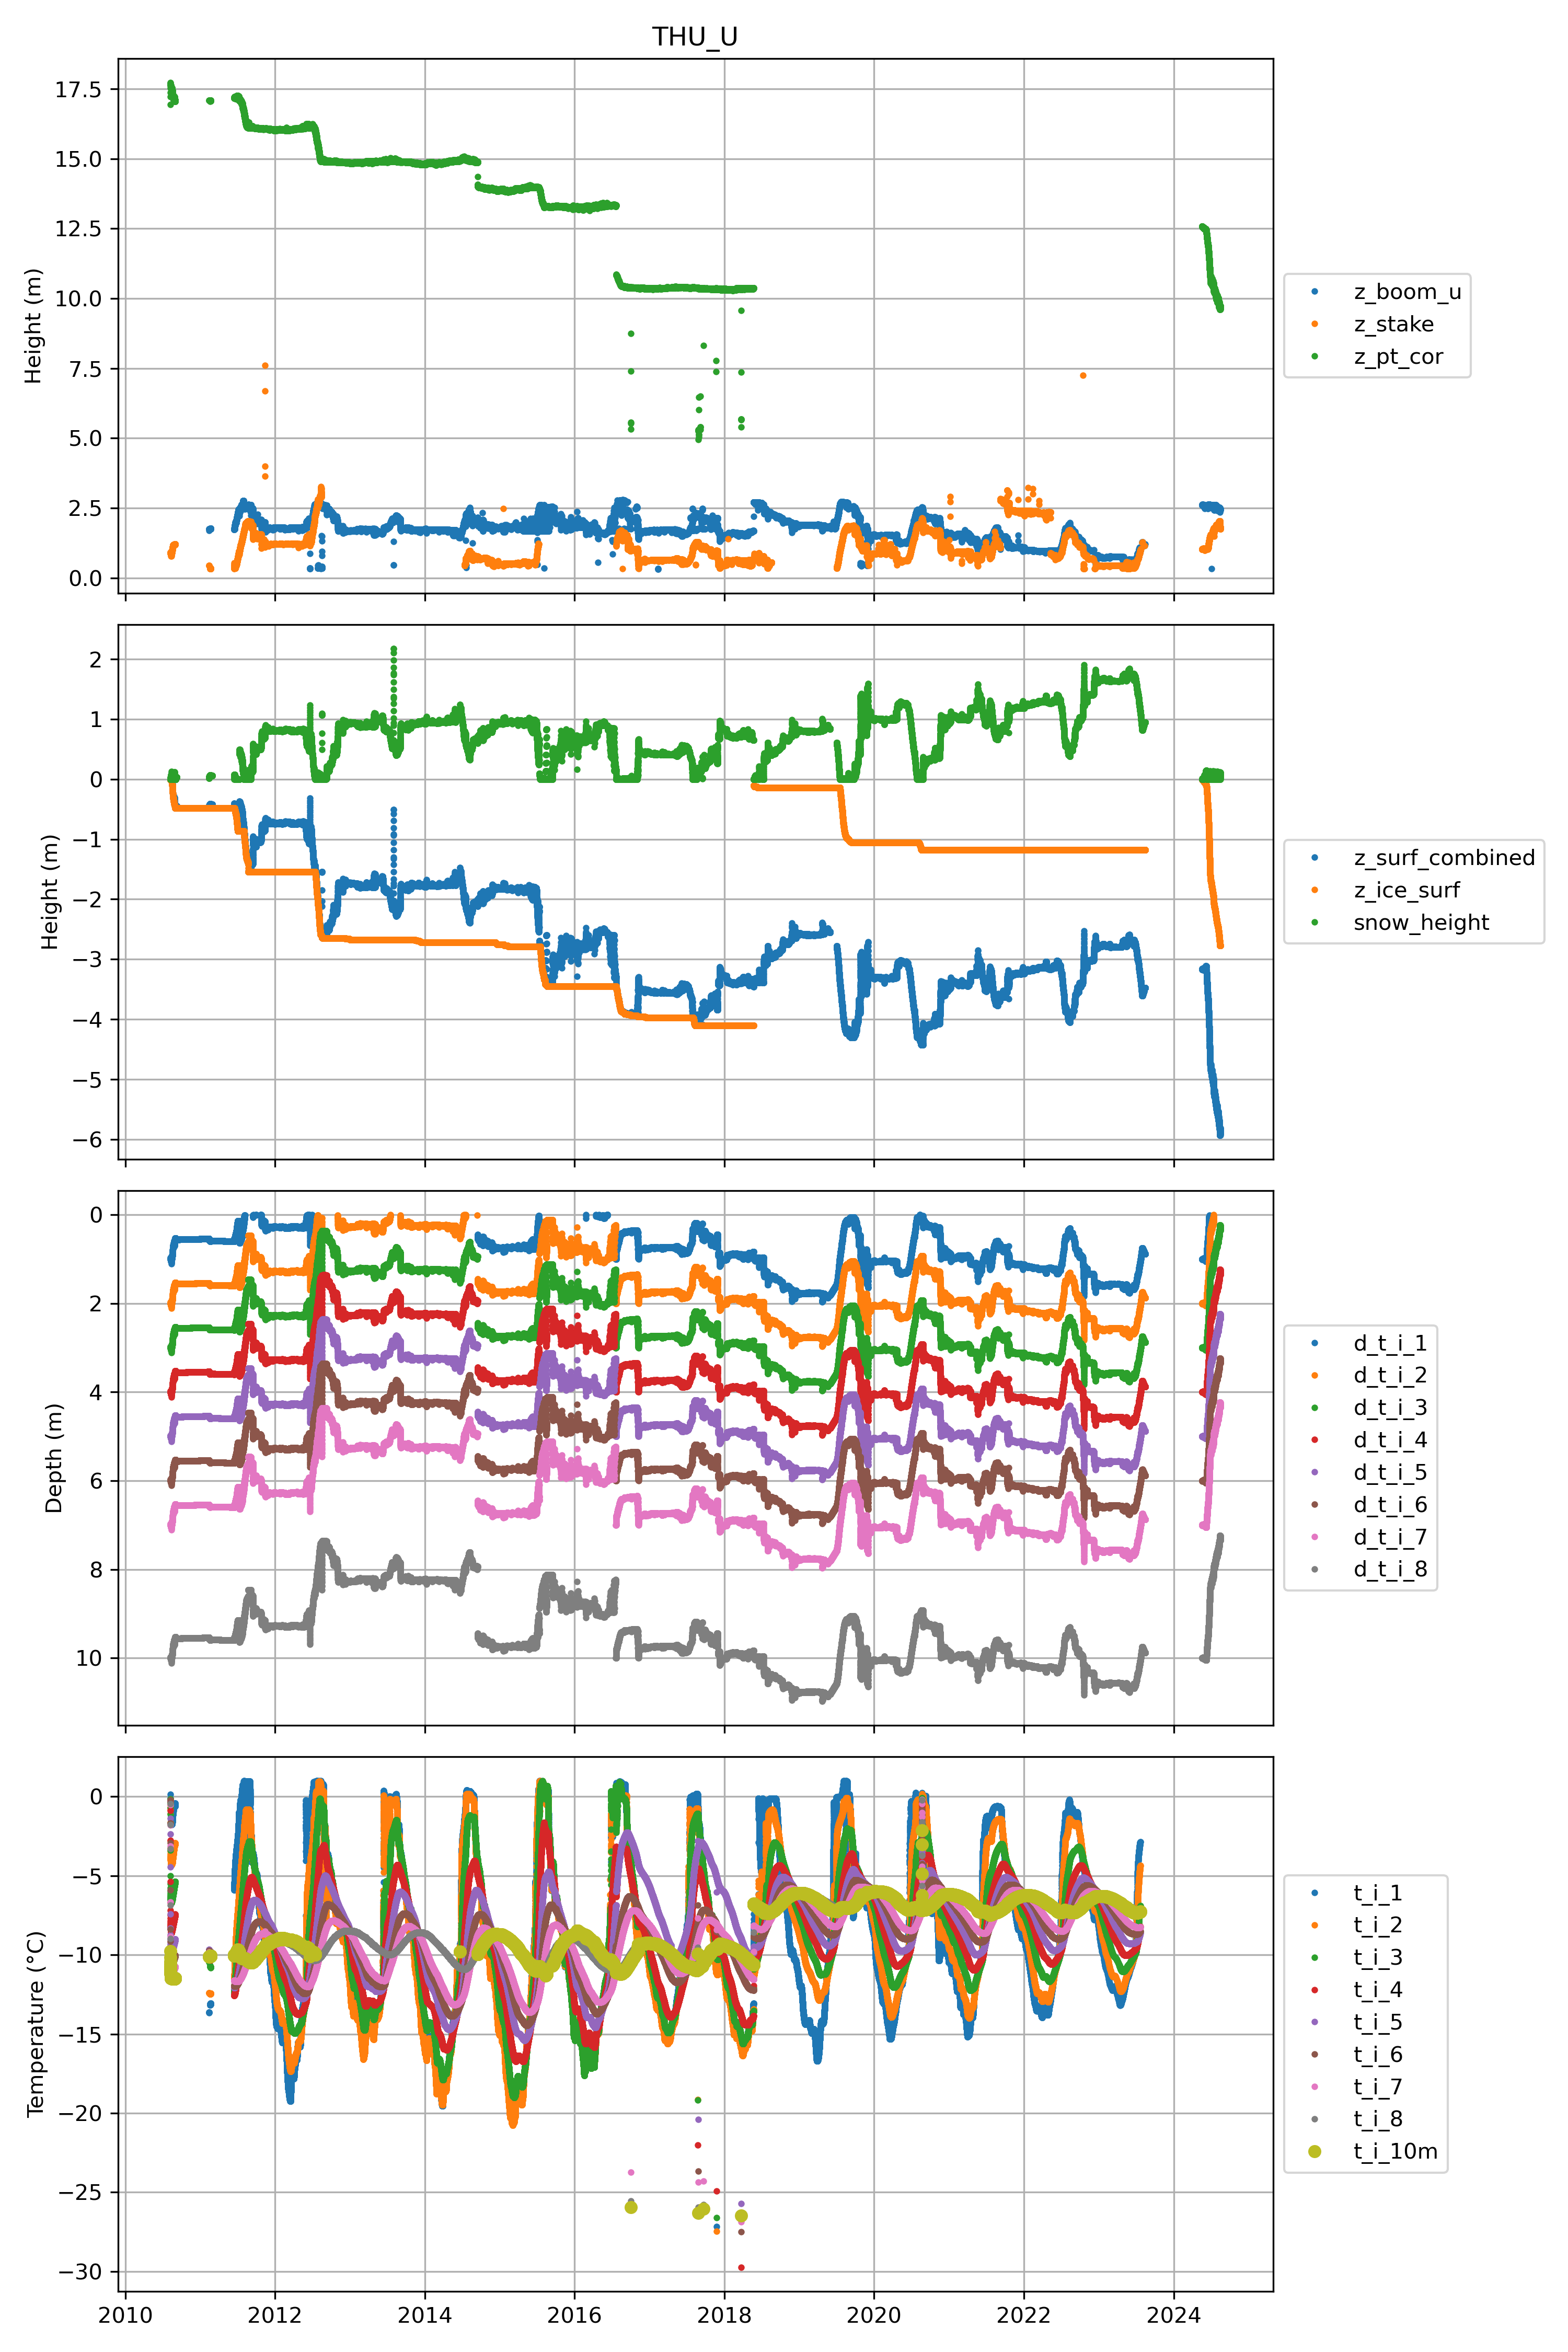 THU_U
17.5
15.0
12.5
10.0
7.5
5.0
2.5
0.0
Height (m)
z_boom_u
z_stake
z_pt_cor
2
1
0
−1
−2
−3
−4
−5
−6
Height (m)
z_surf_combined
z_ice_surf
snow_height
0
2
4
6
8
10
Depth (m)
d_t_i_1
d_t_i_2
d_t_i_3
d_t_i_4
d_t_i_5
d_t_i_6
d_t_i_7
d_t_i_8
0
−5
−10
−15
−20
−25
−30
Temperature (°C)
t_i_1
t_i_2
t_i_3
t_i_4
t_i_5
t_i_6
t_i_7
t_i_8
t_i_10m
2010 2012 2014 2016 2018 2020 2022 2024